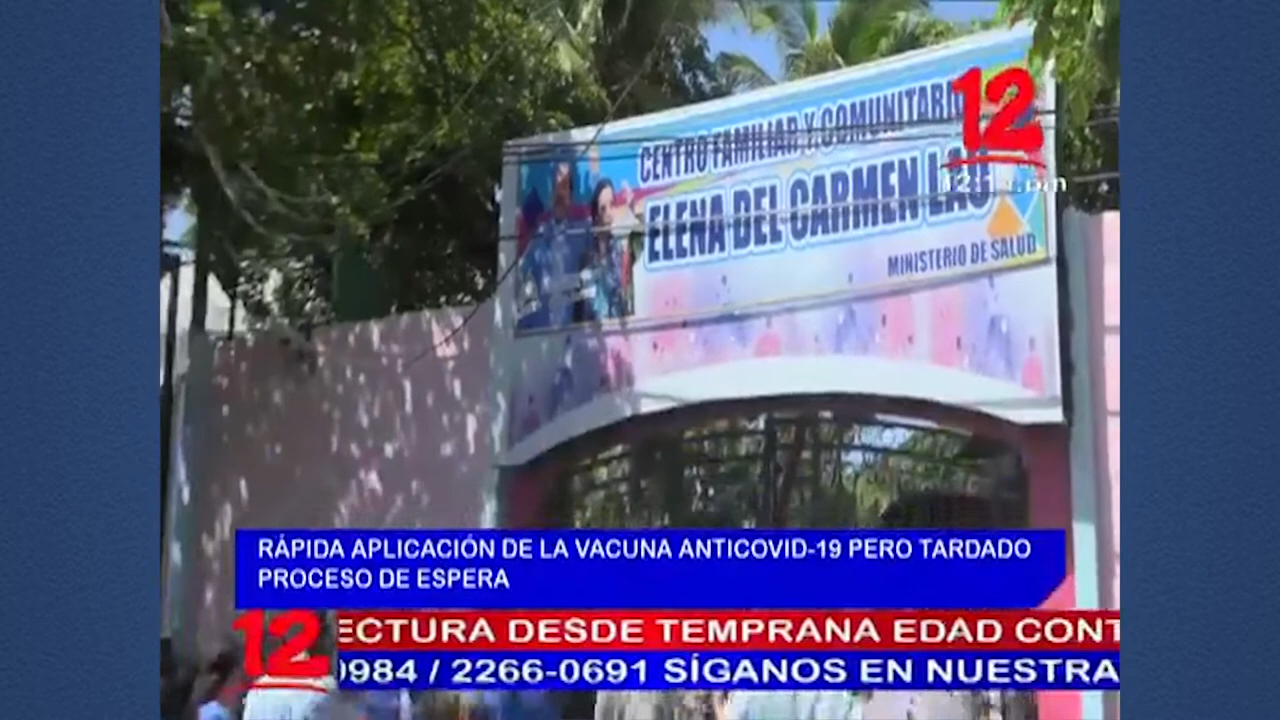 CENTRO FAMILIAR Y COMUNITARIO
ELENA DEL CARMEN LAU
MINISTERIO DE SALUD
12
RÁPIDA APLICACIÓN DE LA VACUNA ANTICOVID-19 PERO TARDADO
PROCESO DE ESPERA
12
ECTURA DESDE TEMPRANA EDAD CONT
0984 / 2266-0691 SÍGANOS EN NUESTRA